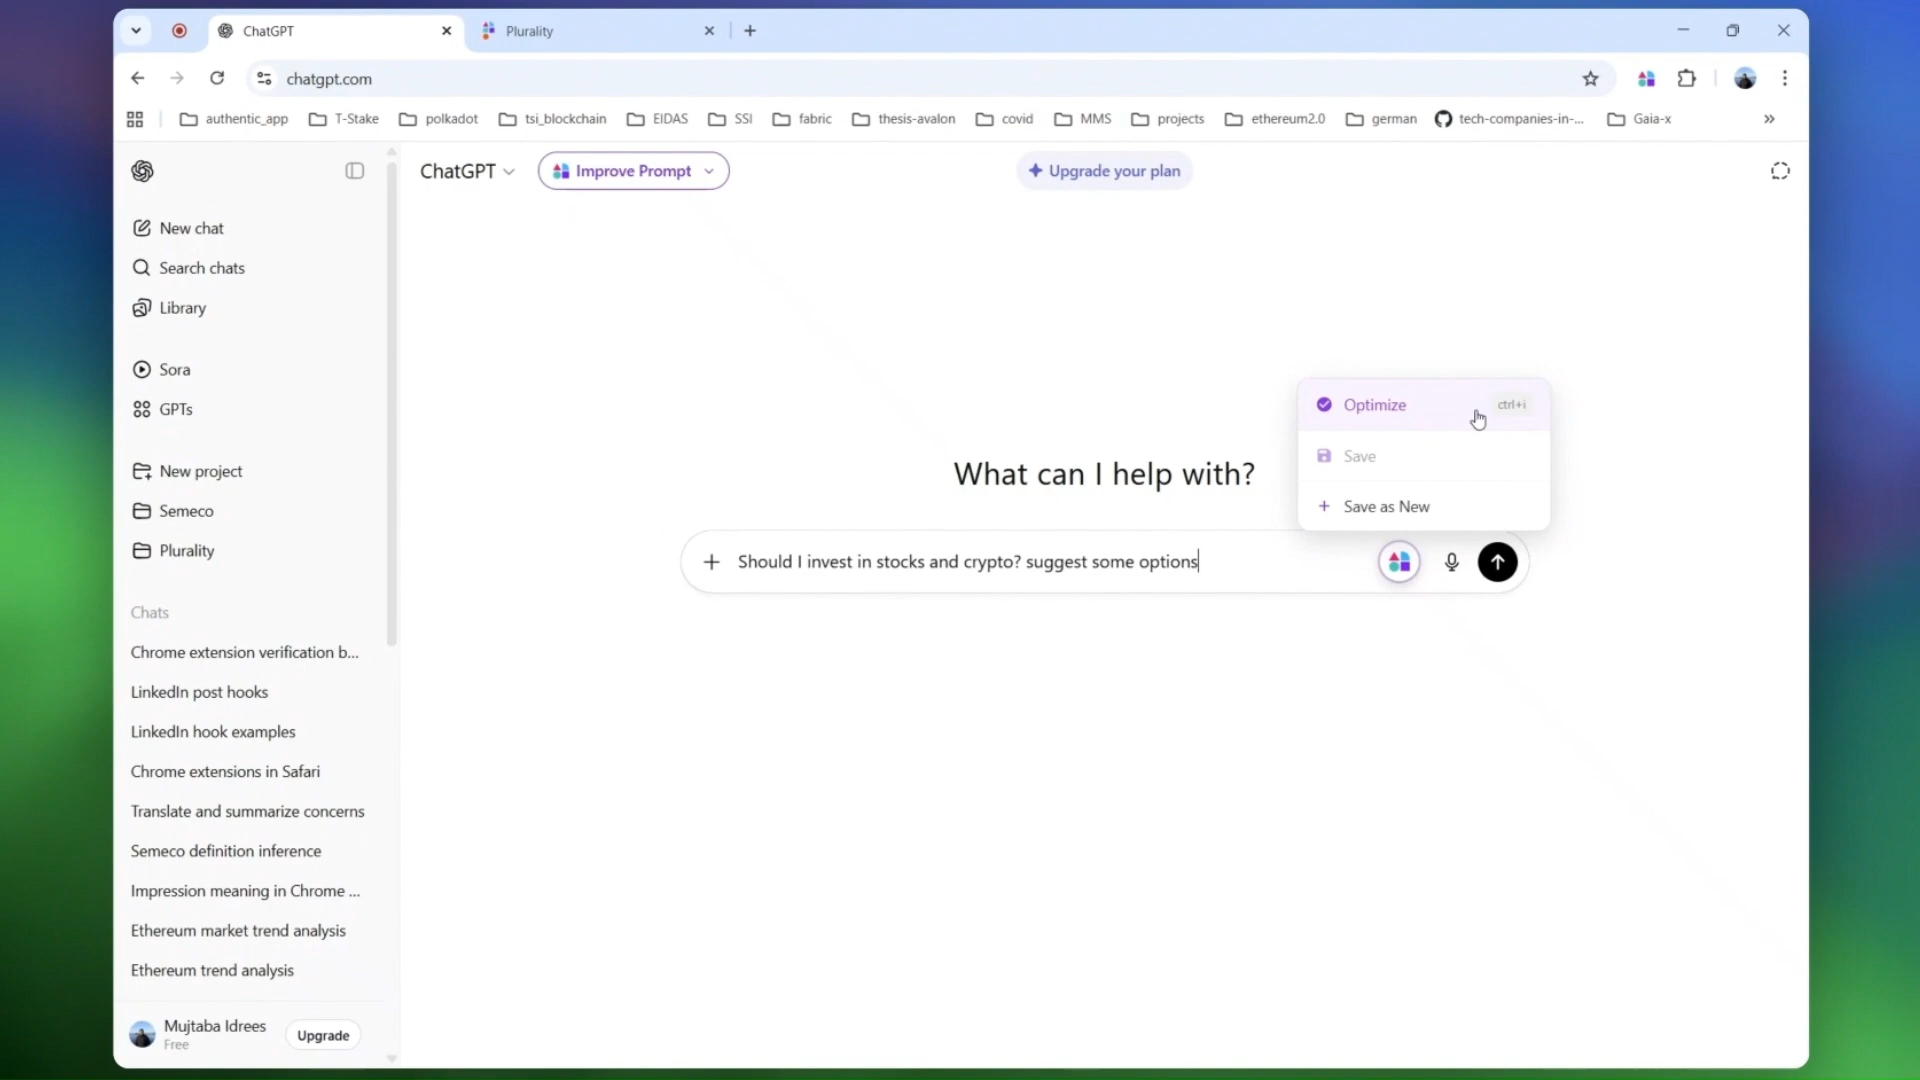 ChatGPT
Plurality
chatgpt.com
authentic_app
T-Stake
polkadot
tsi_blockchain
EIDAS
SSI
fabric
thesis-avalon
covid
MMS
projects
ethereum2.0
german
tech-companies-in-...
Gaia-x
ChatGPT
Improve Prompt
Upgrade your plan
New chat
Search chats
Library
Sora
GPTs
New project
Semeco
Plurality
Chats
Chrome extension verification b...
LinkedIn post hooks
LinkedIn hook examples
Chrome extensions in Safari
Translate and summarize concerns
Semeco definition inference
Impression meaning in Chrome ...
Ethereum market trend analysis
Ethereum trend analysis
Mujtaba Idrees
Free
Upgrade
Optimize ctrl+i
Save
Save as New
What can I help with?
Should I invest in stocks and crypto? suggest some options